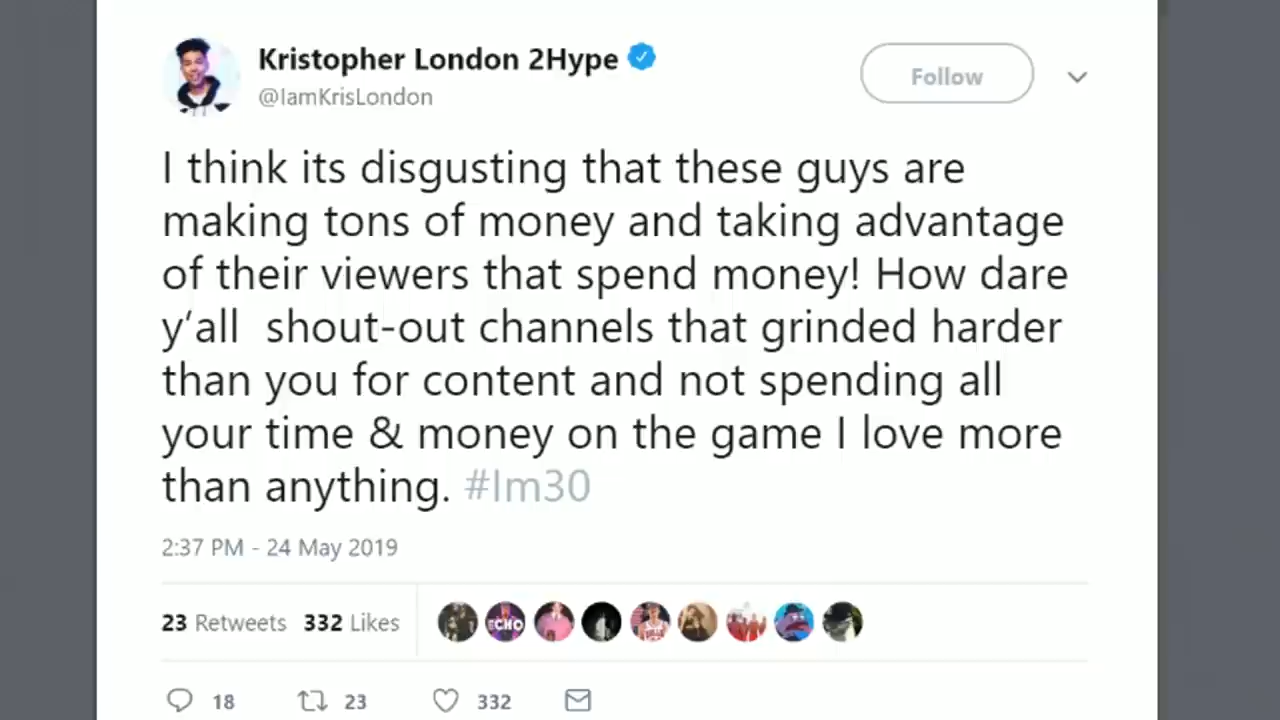 Kristopher London 2Hype
Follow
@IamKrisLondon
I think its disgusting that these guys are
making tons of money and taking advantage
of their viewers that spend money! How dare
y’all shout-out channels that grinded harder
than you for content and not spending all
your time & money on the game I love more
than anything. #Im30
2:37 PM - 24 May 2019
23 Retweets 332 Likes
ECHO
18 23 332